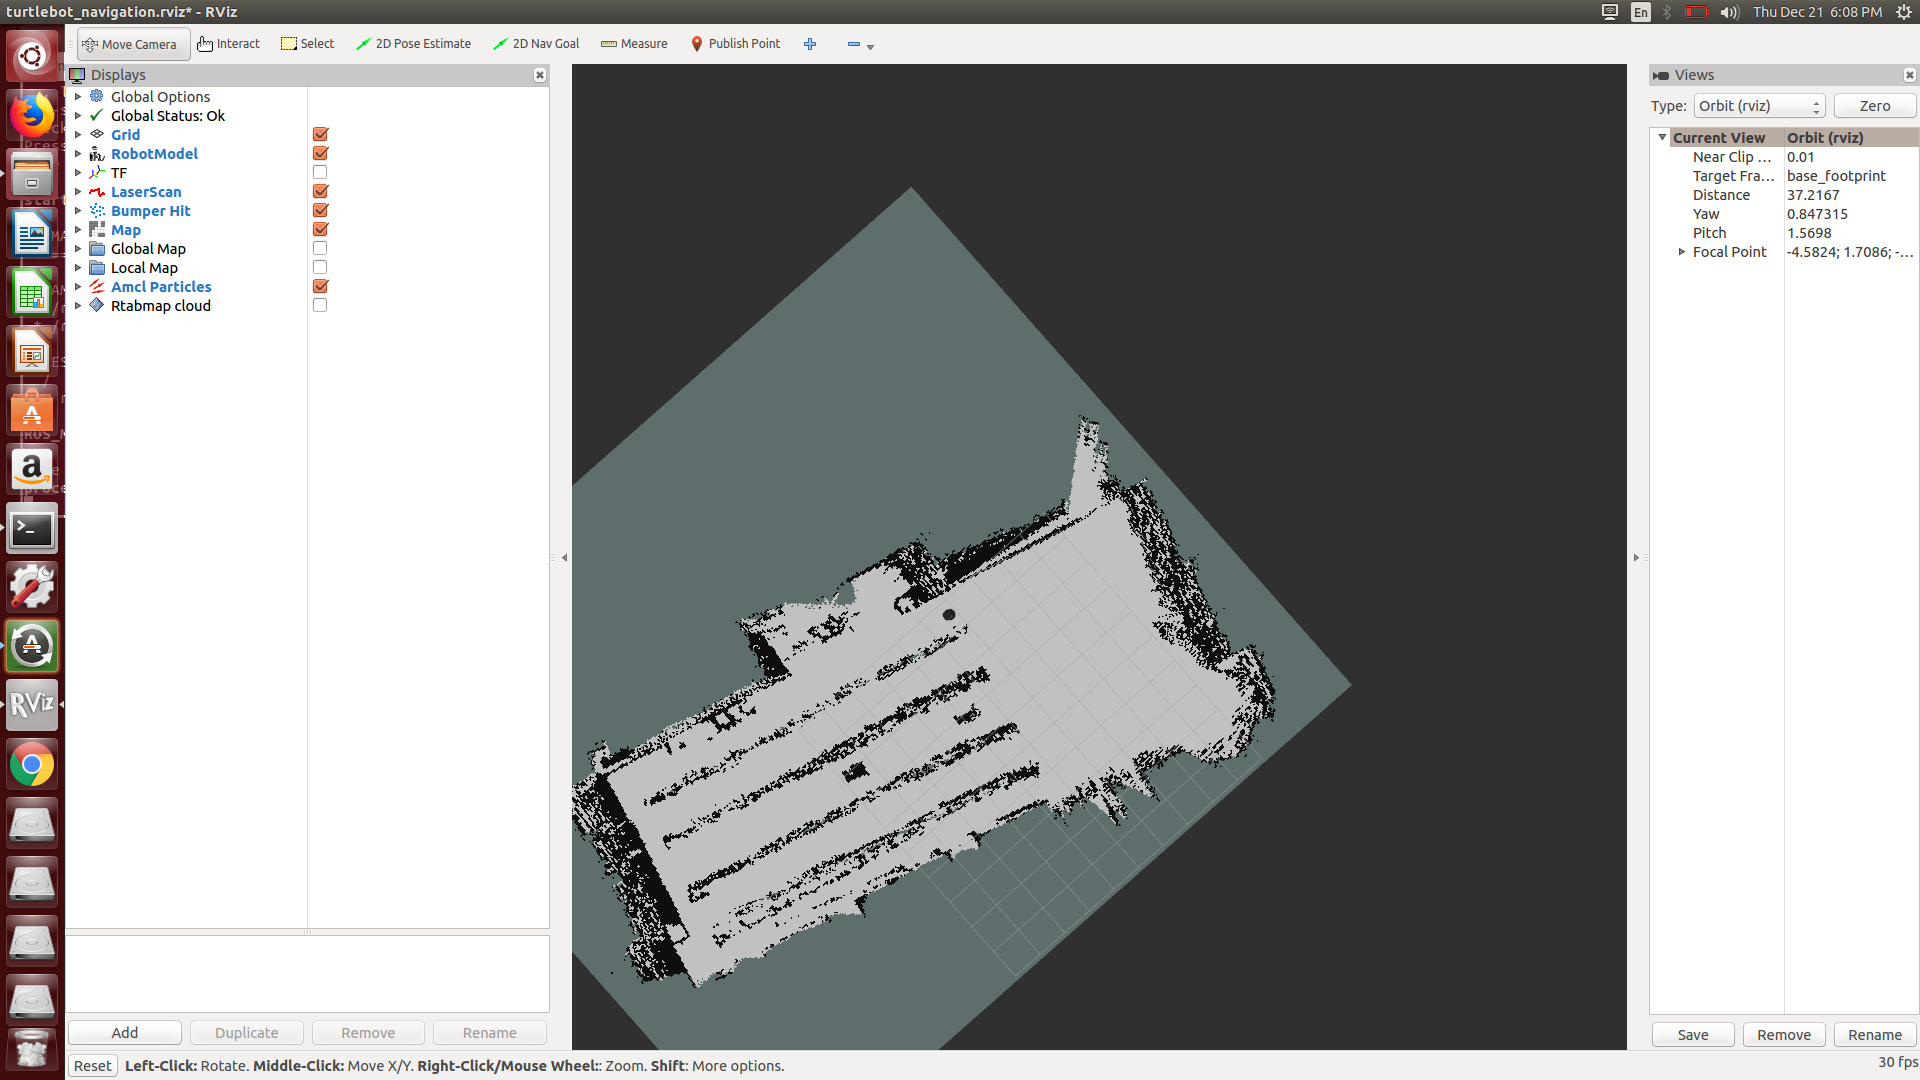 turtlebot_navigation.rviz* - RViz
En
Thu Dec 21 6:08 PM
Move Camera
Interact
Select
2D Pose Estimate
2D Nav Goal
Measure
Publish Point
Displays
Global Options
Global Status: Ok
Grid
RobotModel
TF
LaserScan
Bumper Hit
Map
Global Map
Local Map
Amcl Particles
Rtabmap cloud
Add
Duplicate
Remove
Rename
Views
Type: Orbit (rviz)
Zero
Current View Orbit (rviz)
Near Clip ... 0.01
Target Fra... base_footprint
Distance 37.2167
Yaw 0.847315
Pitch 1.5698
Focal Point -4.5824; 1.7086; -...
Save
Remove
Rename
RViz
Reset
Left-Click: Rotate. Middle-Click: Move X/Y. Right-Click/Mouse Wheel:: Zoom. Shift: More options.
30 fps